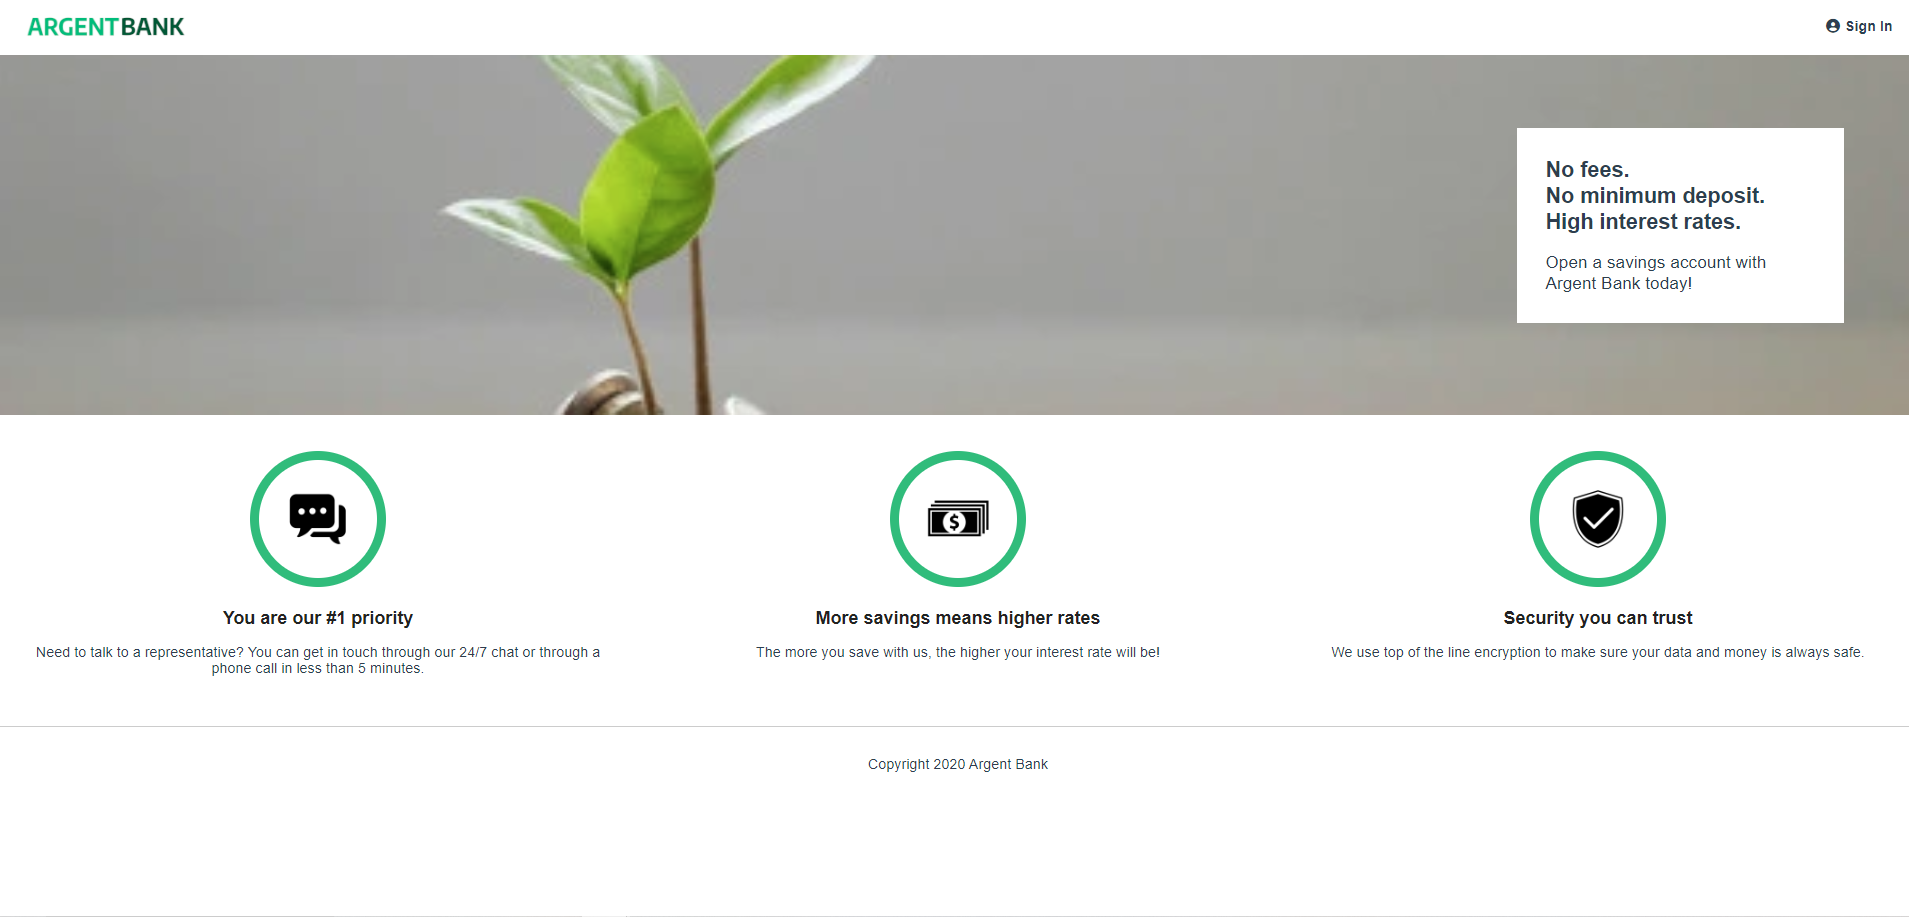 ARGENTBANK
Sign In
No fees.
No minimum deposit.
High interest rates.
Open a savings account with
Argent Bank today!
$
You are our #1 priority
Need to talk to a representative? You can get in touch through our 24/7 chat or through a
phone call in less than 5 minutes.
More savings means higher rates
The more you save with us, the higher your interest rate will be!
Security you can trust
We use top of the line encryption to make sure your data and money is always safe.
Copyright 2020 Argent Bank